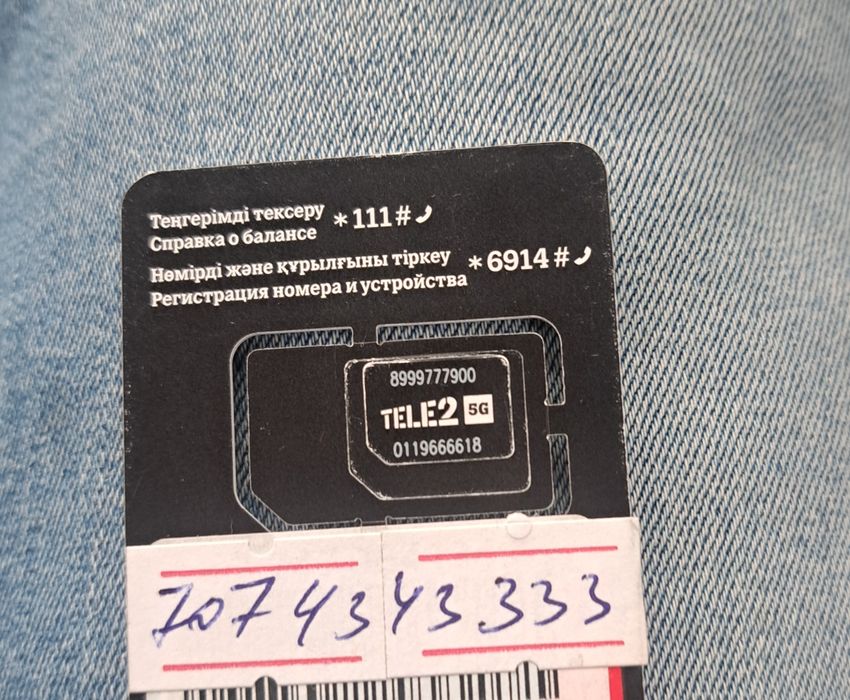 Теңгерімді тексеру *111#
Справка о балансе
Нөмірді және құрылғыны тіркеу *6914#
Регистрация номера и устройства
8999777900
TELE2 5G
0119666618
707 43 43 333